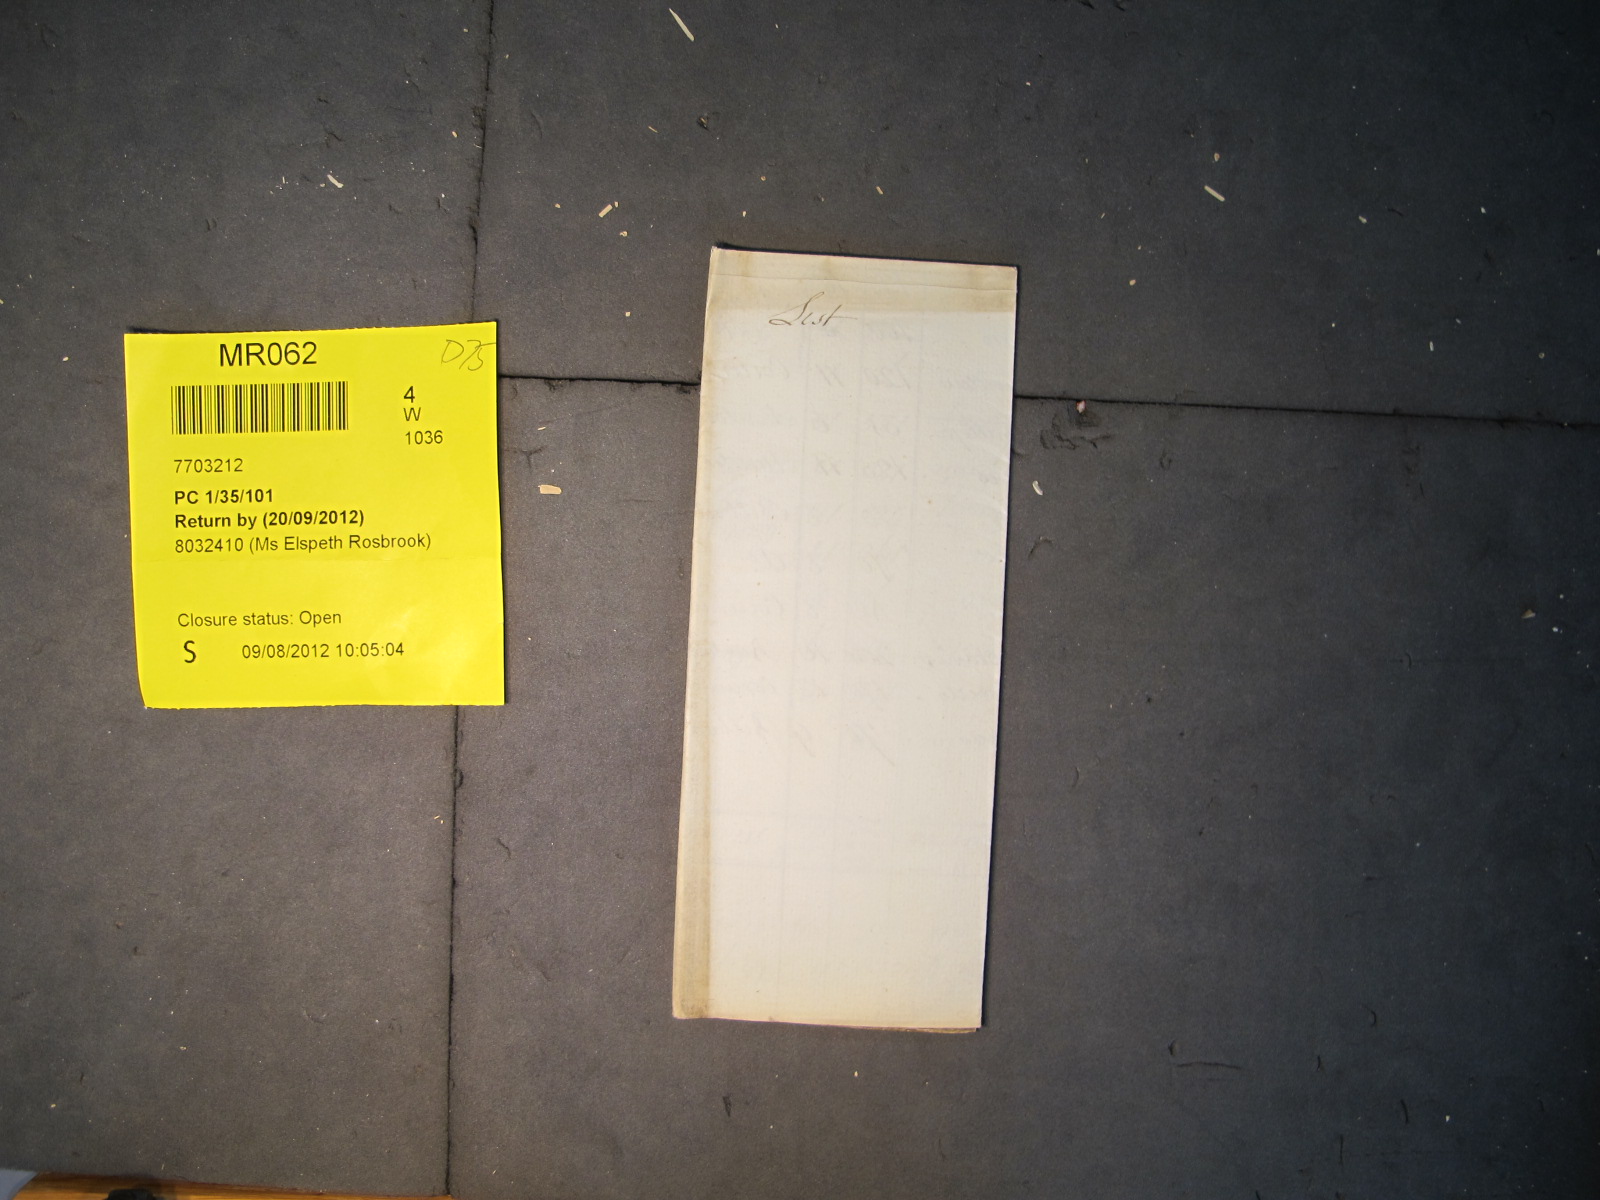 MR062
D75
4
W
1036
7703212
PC 1/35/101
Return by (20/09/2012)
8032410 (Ms Elspeth Rosbrook)
Closure status: Open
S 09/08/2012 10:05:04
List